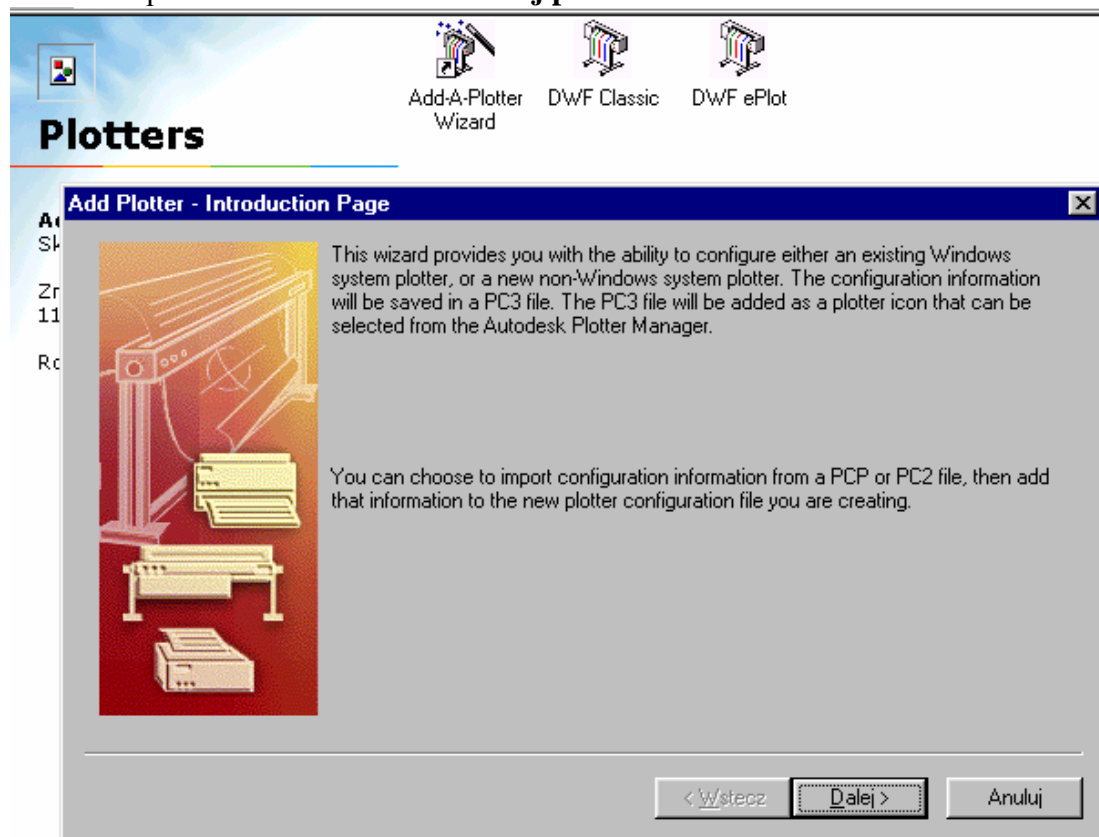 Add-A-Plotter
Wizard
DWF Classic
DWF ePlot
Plotters
Add Plotter - Introduction Page
This wizard provides you with the ability to configure either an existing Windows
system plotter, or a new non-Windows system plotter. The configuration information
will be saved in a PC3 file. The PC3 file will be added as a plotter icon that can be
selected from the Autodesk Plotter Manager.
You can choose to import configuration information from a PCP or PC2 file, then add
that information to the new plotter configuration file you are creating.
< Wstecz
Dalej >
Anuluj